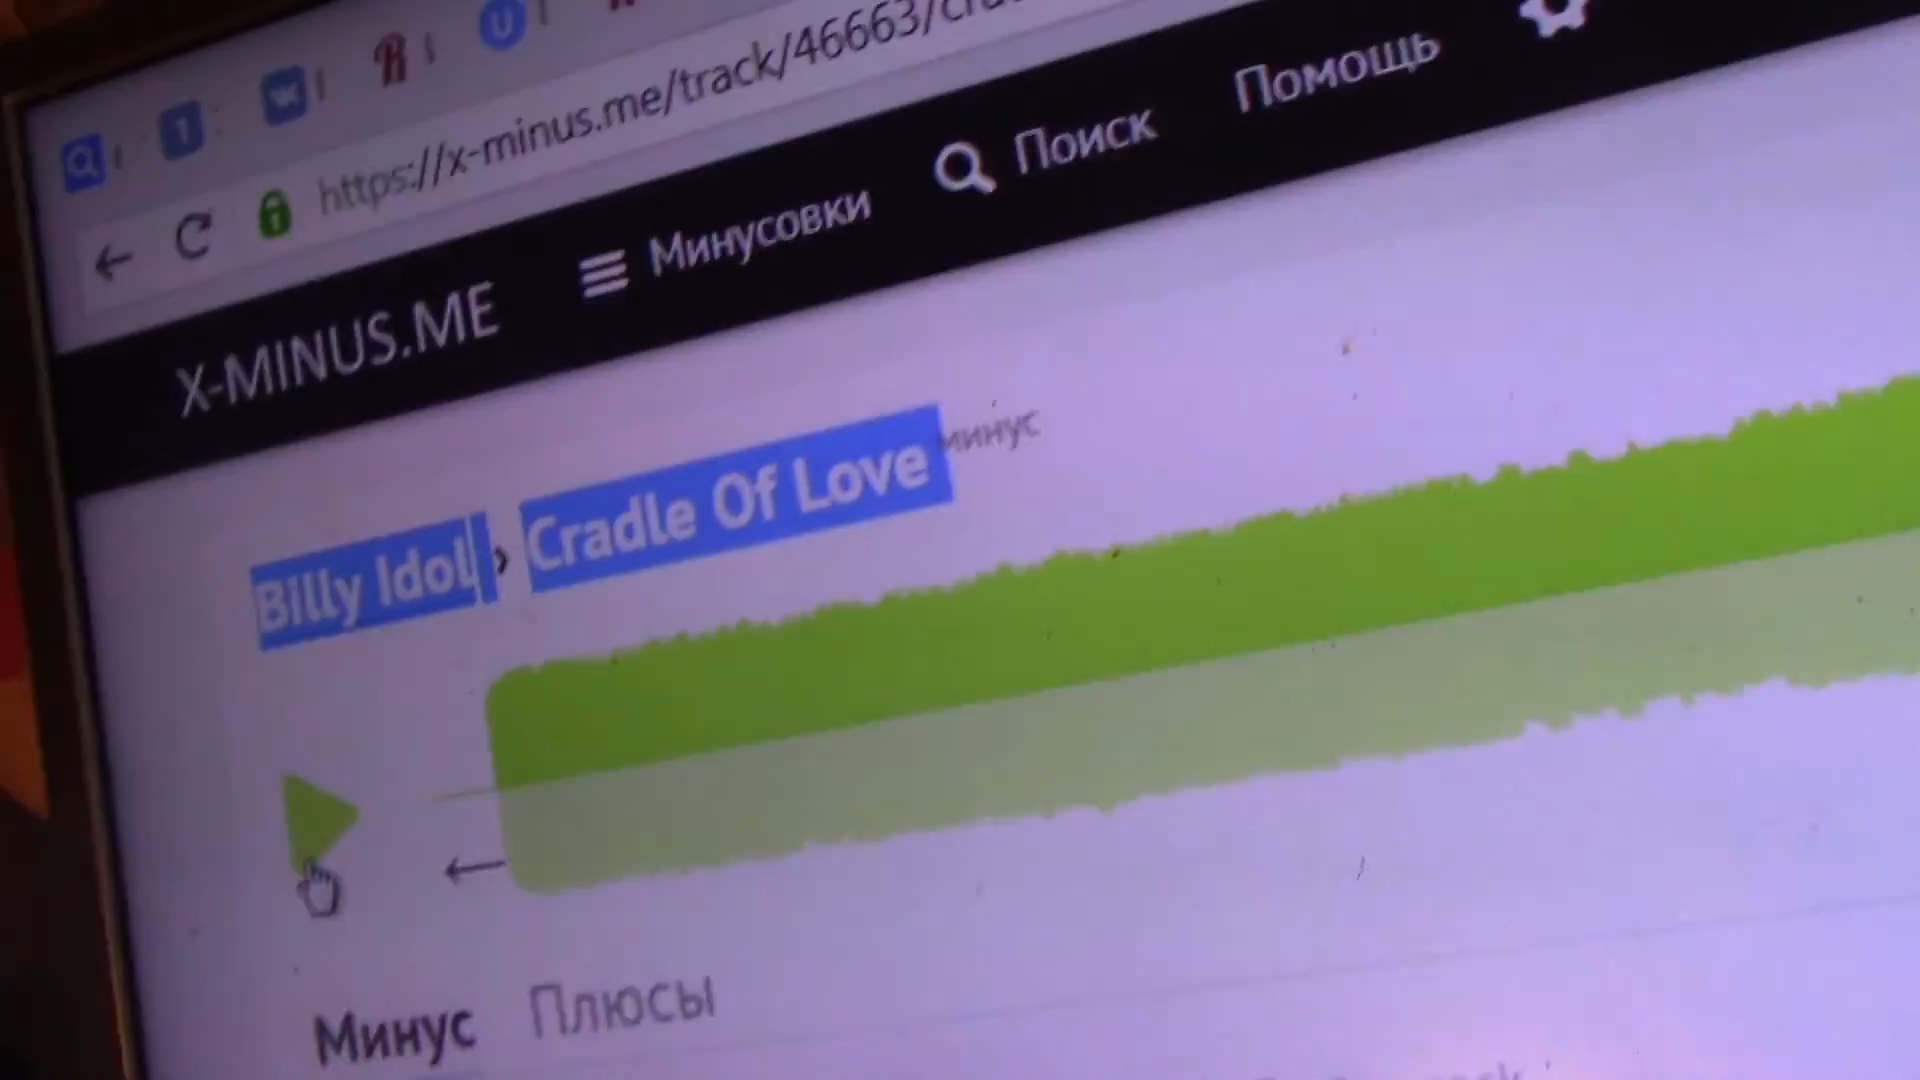 https://x-minus.me/track/46663/
X-MINUS.ME
Минусовки
Поиск
Помощь
Billy Idol › Cradle Of Love минус
Минус Плюсы